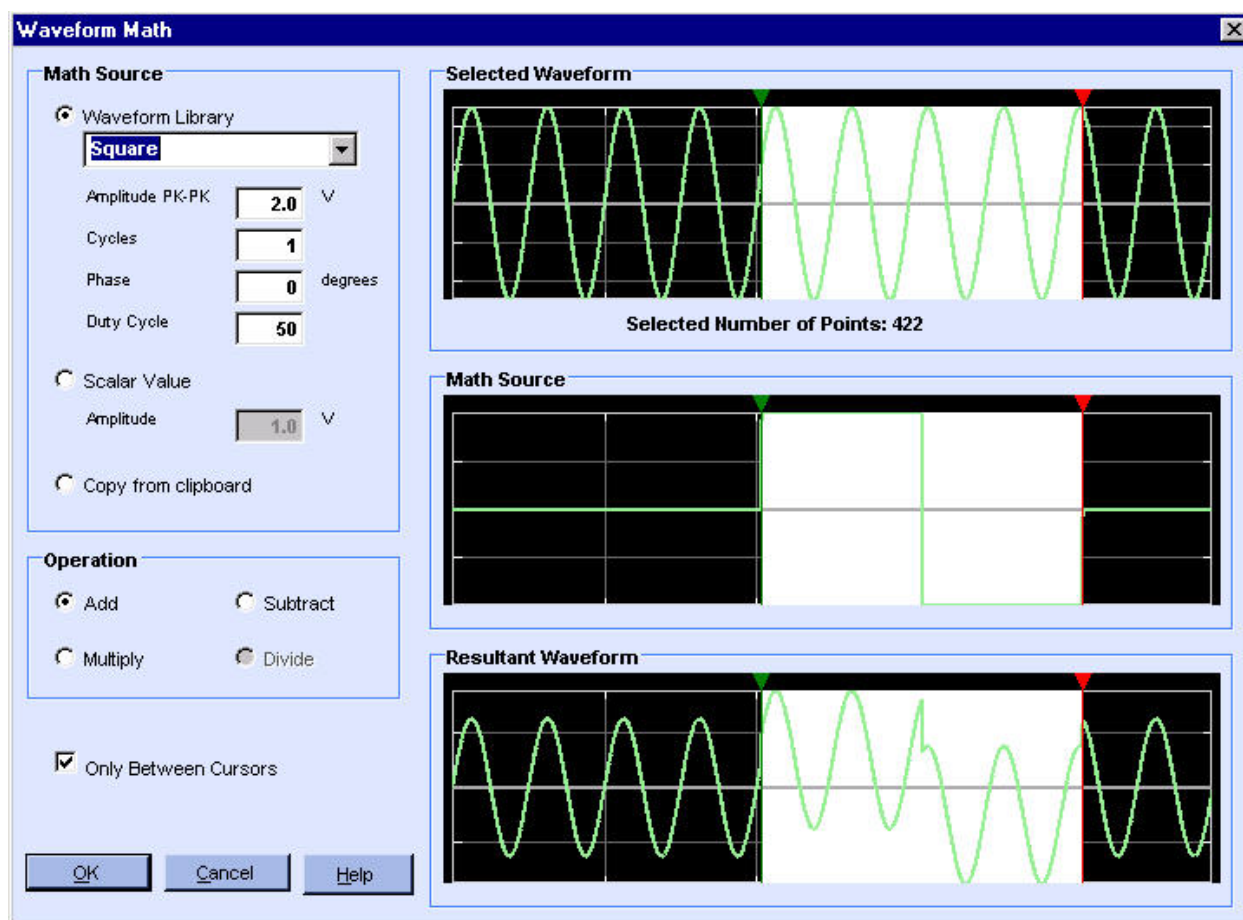 Waveform Math
Math Source
Waveform Library
Square
Amplitude PK-PK 2.0 V
Cycles 1
Phase 0 degrees
Duty Cycle 50
Scalar Value
Amplitude 1.0 V
Copy from clipboard
Operation
Add Subtract
Multiply Divide
Only Between Cursors
OK Cancel Help
Selected Waveform
Selected Number of Points: 422
Math Source
Resultant Waveform